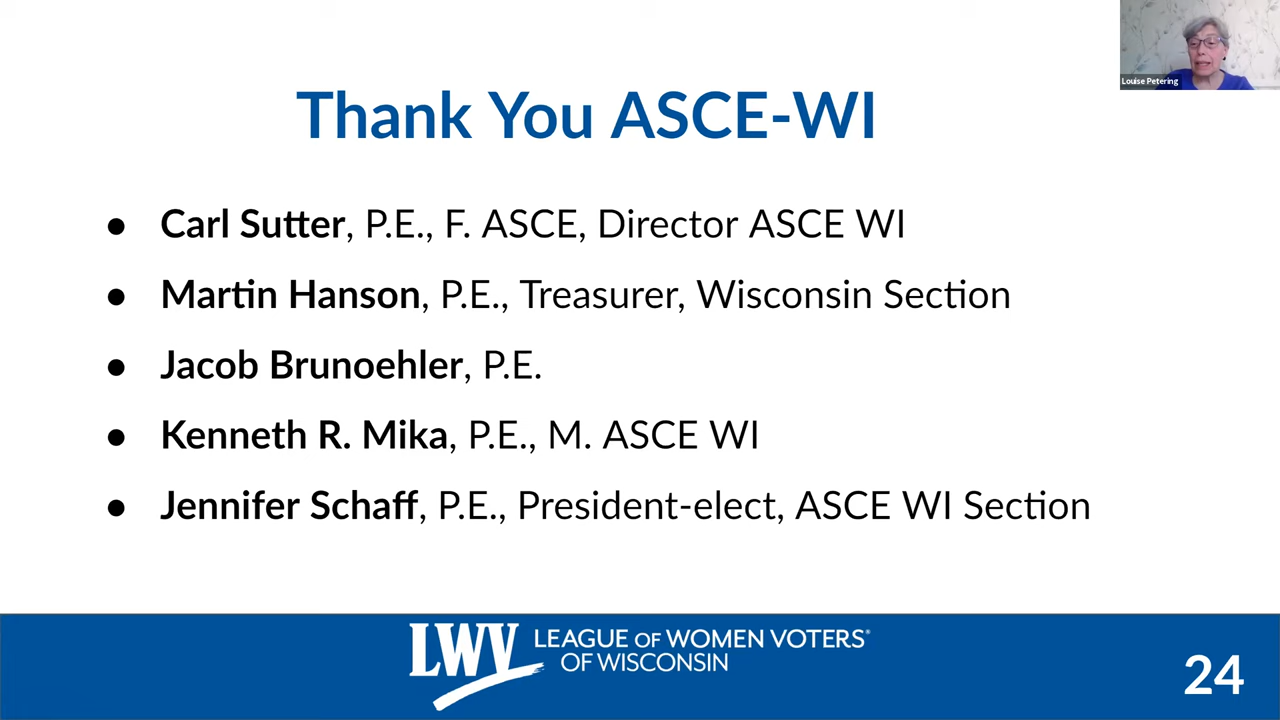 Louise Petering
Thank You ASCE-WI
● Carl Sutter, P.E., F. ASCE, Director ASCE WI
● Martin Hanson, P.E., Treasurer, Wisconsin Section
● Jacob Brunoehler, P.E.
● Kenneth R. Mika, P.E., M. ASCE WI
● Jennifer Schaff, P.E., President-elect, ASCE WI Section
LWV LEAGUE OF WOMEN VOTERS®
OF WISCONSIN
24